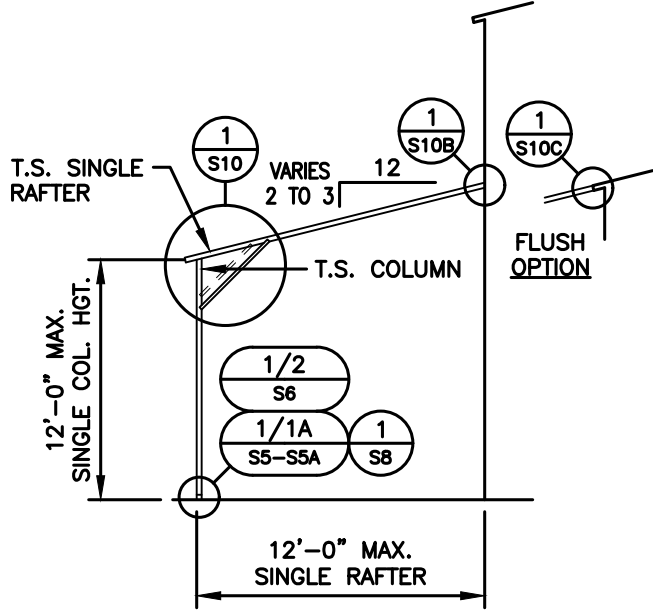 1
S10
1
S10B
1
S10C
T.S. SINGLE
RAFTER
VARIES
2 TO 3
12
FLUSH
OPTION
T.S. COLUMN
12'-0" MAX.
SINGLE COL. HGT.
1/2
S6
1/1A
S5-S5A
1
S8
12'-0" MAX.
SINGLE RAFTER